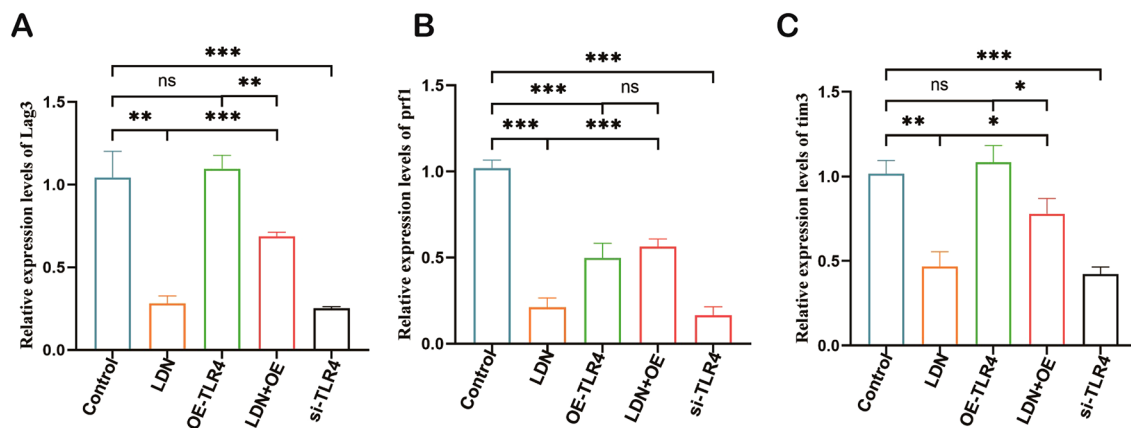 A
***
ns
**
**
***
Relative expression levels of Lag3
1.5
1.0
0.5
0.0
Control
LDN
OE-TLR4
LDN+OE
si-TLR4
B
***
***
ns
***
***
Relative expression levels of prf1
1.5
1.0
0.5
0.0
Control
LDN
OE-TLR4
LDN+OE
si-TLR4
C
***
ns
*
**
*
Relative expression levels of tim3
1.5
1.0
0.5
0.0
Control
LDN
OE-TLR4
LDN+OE
si-TLR4